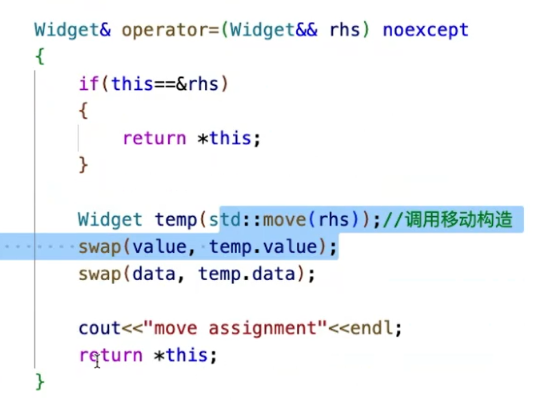 Widget& operator=(Widget&& rhs) noexcept
{
if(this==&rhs)
{
return *this;
}
Widget temp(std::move(rhs));//调用移动构造
swap(value, temp.value);
swap(data, temp.data);
cout<<"move assignment"<<endl;
return *this;
}